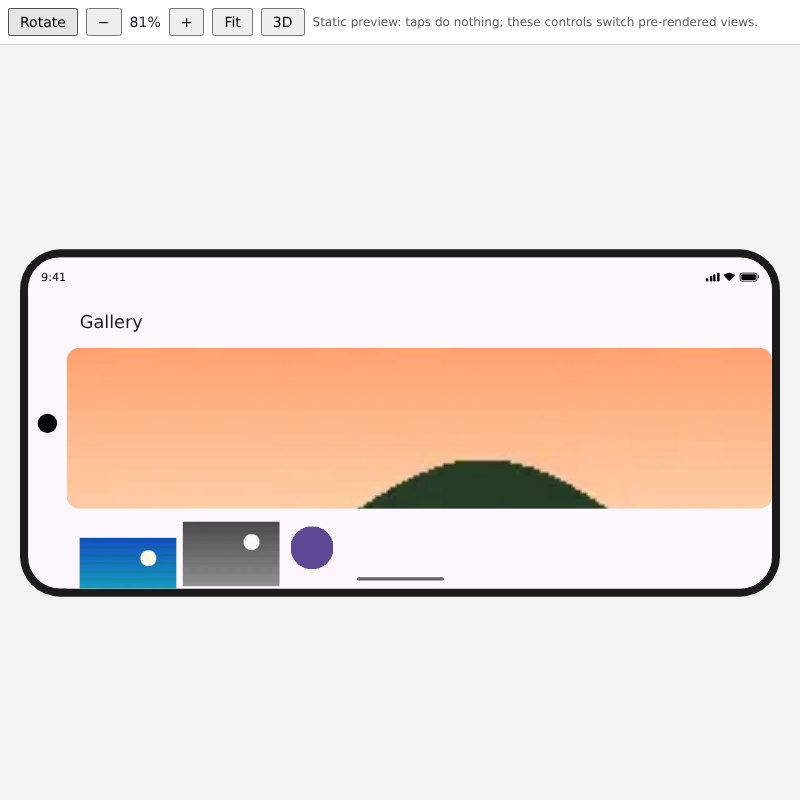 Rotate − 81% + Fit 3D Static preview: taps do nothing; these controls switch pre-rendered views.
9:41
Gallery